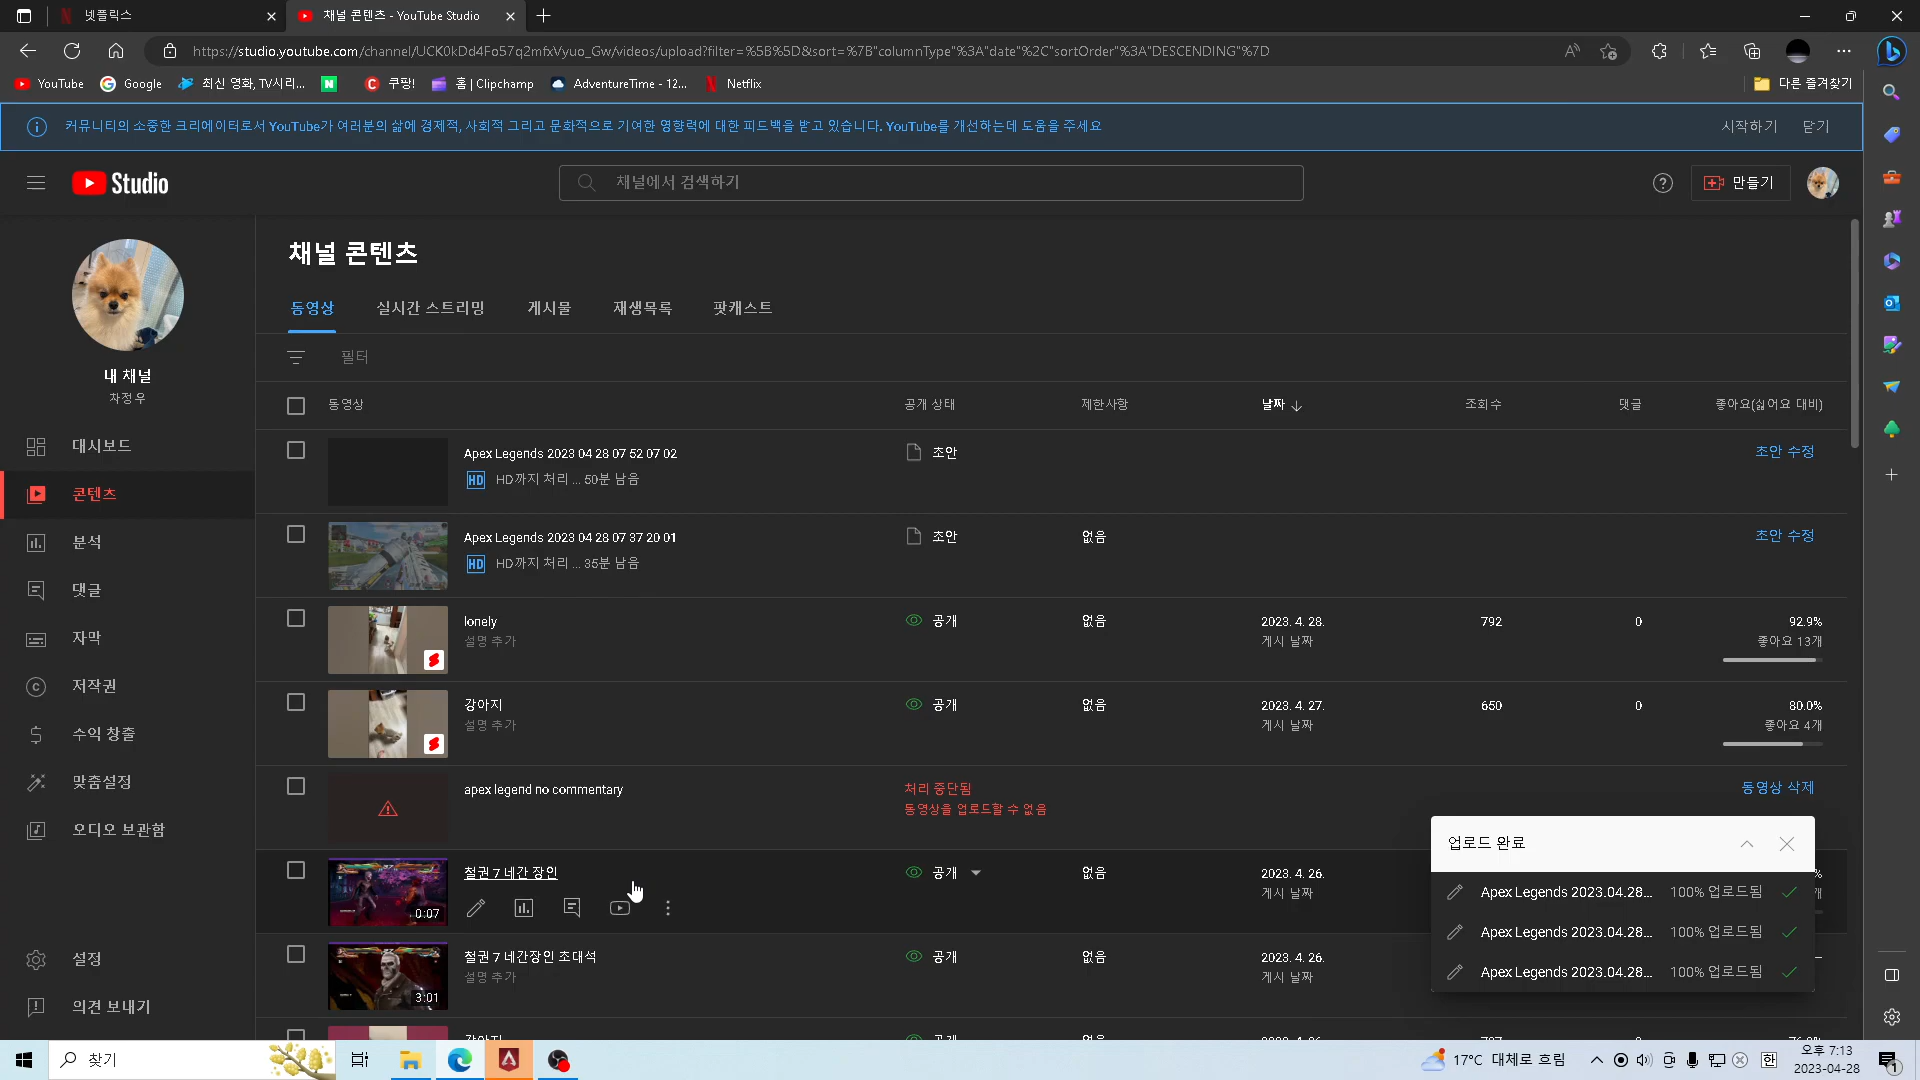 넷플릭스
채널 콘텐츠 - YouTube Studio
https://studio.youtube.com/channel/UCK0kDd4Fo57q2mfxVyuo_Gw/videos/upload?filter=%5B%5D&sort=%7B"columnType"%3A"date"%2C"sortOrder"%3A"DESCENDING"%7D
YouTube
Google
최신 영화, TV시리...
쿠팡!
홈 | Clipchamp
AdventureTime - 12...
Netflix
다른 즐겨찾기
커뮤니티의 소중한 크리에이터로서 YouTube가 여러분의 삶에 경제적, 사회적 그리고 문화적으로 기여한 영향력에 대한 피드백을 받고 있습니다. YouTube를 개선하는데 도움을 주세요
시작하기 닫기
Studio
채널에서 검색하기
만들기
내 채널
차정우
대시보드
콘텐츠
분석
댓글
자막
저작권
수익 창출
맞춤설정
오디오 보관함
설정
의견 보내기
채널 콘텐츠
동영상 실시간 스트리밍 게시물 재생목록 팟캐스트
필터
동영상 공개 상태 제한사항 날짜 조회수 댓글 좋아요(싫어요 대비)
Apex Legends 2023 04 28 07 52 07 02 초안 초안 수정
HD HD까지 처리 ... 50분 남음
Apex Legends 2023 04 28 07 37 20 01 초안 없음 초안 수정
HD HD까지 처리 ... 35분 남음
lonely 공개 없음 2023. 4. 28. 792 0 92.9%
설명 추가 게시 날짜 좋아요 13개
강아지 공개 없음 2023. 4. 27. 650 0 80.0%
설명 추가 게시 날짜 좋아요 4개
apex legend no commentary 처리 중단됨 동영상 삭제
동영상을 업로드할 수 없음
철권 7 네간 장인 공개 없음 2023. 4. 26.
0:07 게시 날짜
철권 7 네간장인 초대석 공개 없음 2023. 4. 26.
설명 추가 게시 날짜
3:01
업로드 완료
Apex Legends 2023.04.28... 100% 업로드됨
Apex Legends 2023.04.28... 100% 업로드됨
Apex Legends 2023.04.28... 100% 업로드됨
찾기
17°C 대체로 흐림
한
오후 7:13
2023-04-28
1